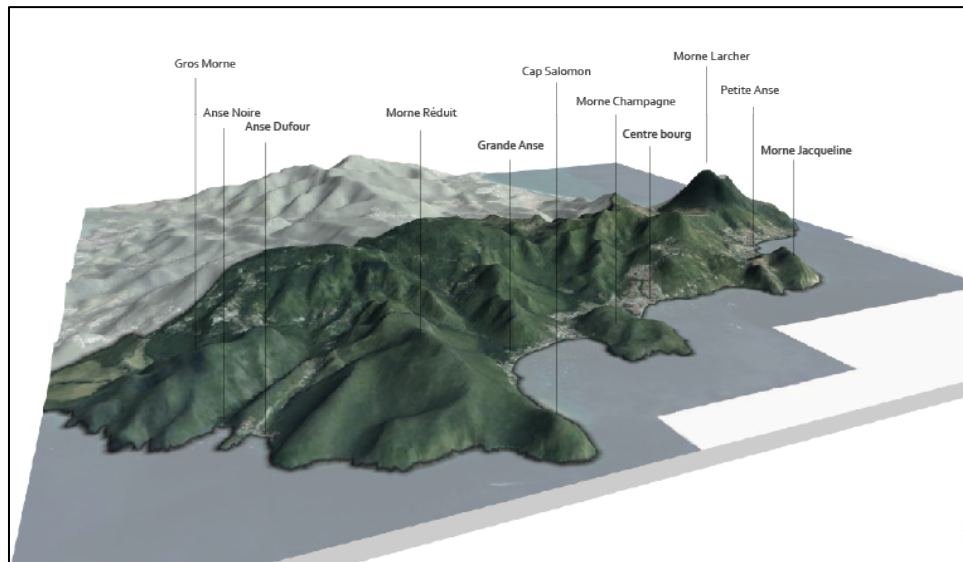 Morne Larcher
Gros Morne
Cap Salomon
Petite Anse
Morne Champagne
Anse Noire
Morne Réduit
Anse Dufour
Centre bourg
Grande Anse
Morne Jacqueline